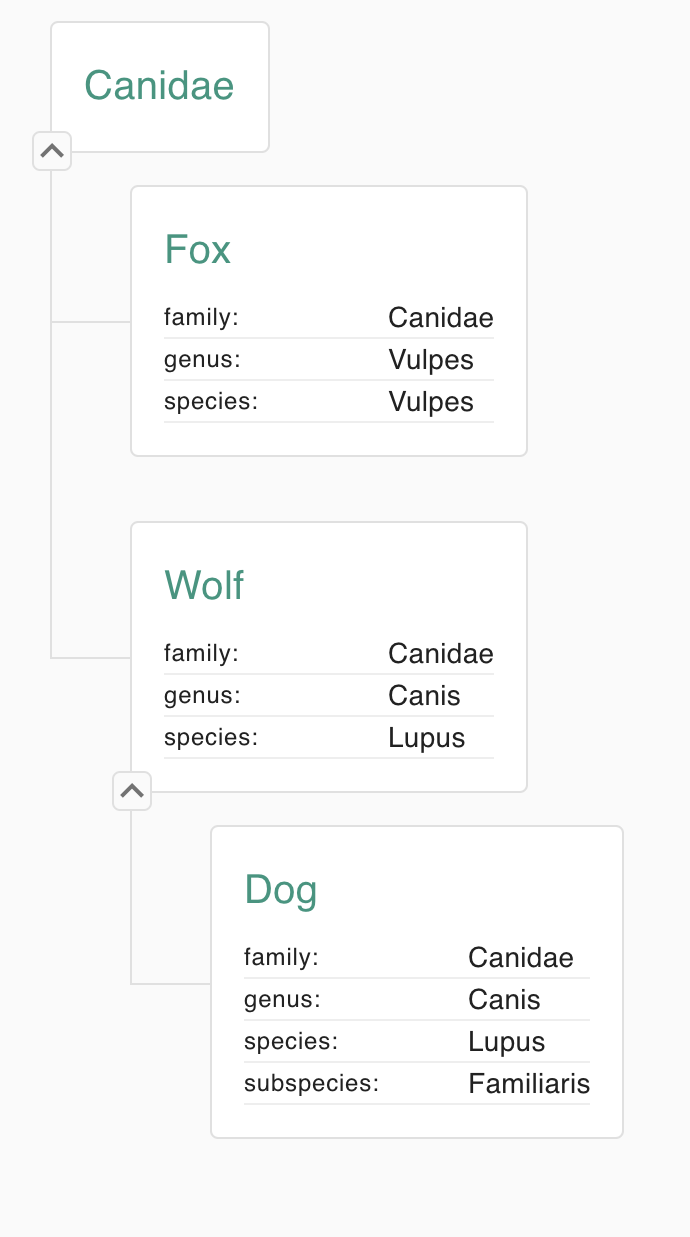 Canidae
Fox
family: Canidae
genus: Vulpes
species: Vulpes
Wolf
family: Canidae
genus: Canis
species: Lupus
Dog
family: Canidae
genus: Canis
species: Lupus
subspecies: Familiaris